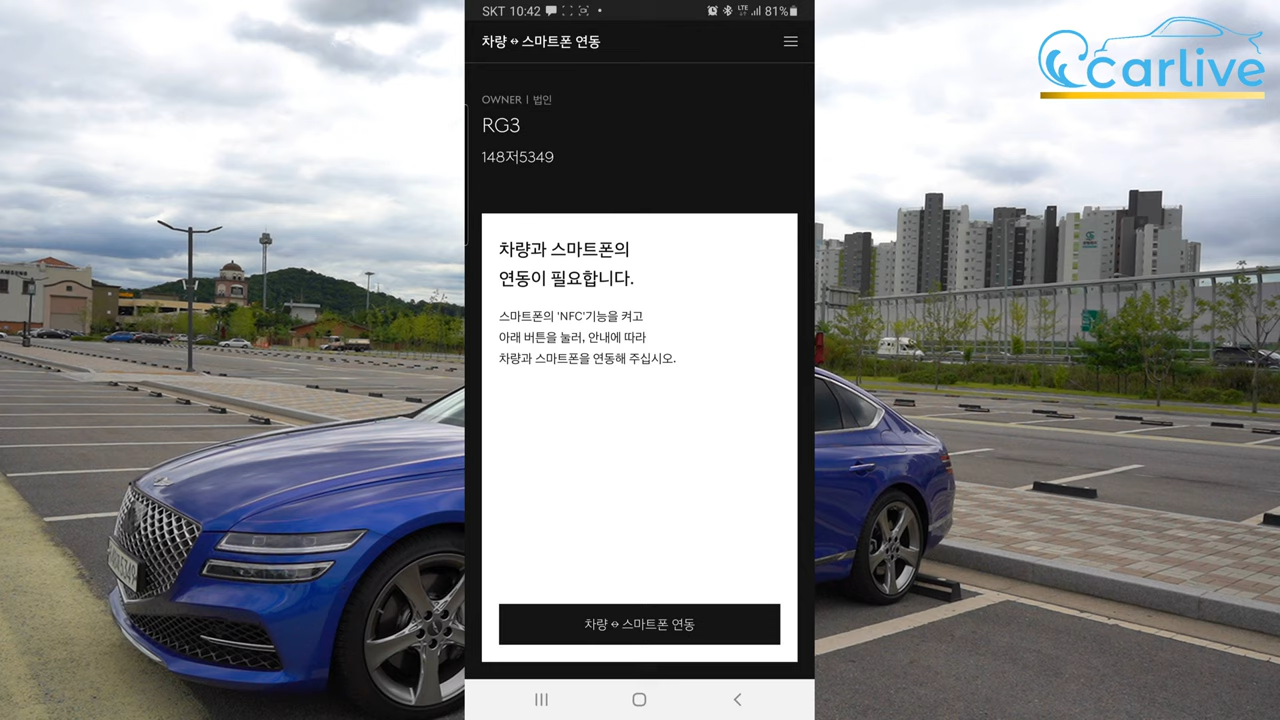 SKT 10:42
LTE
81%
차량 ⇔ 스마트폰 연동
carlive
OWNER | 법인
RG3
148저5349
차량과 스마트폰의
연동이 필요합니다.
스마트폰의 'NFC'기능을 켜고
아래 버튼을 눌러, 안내에 따라
차량과 스마트폰을 연동해 주십시오.
차량 ⇔ 스마트폰 연동